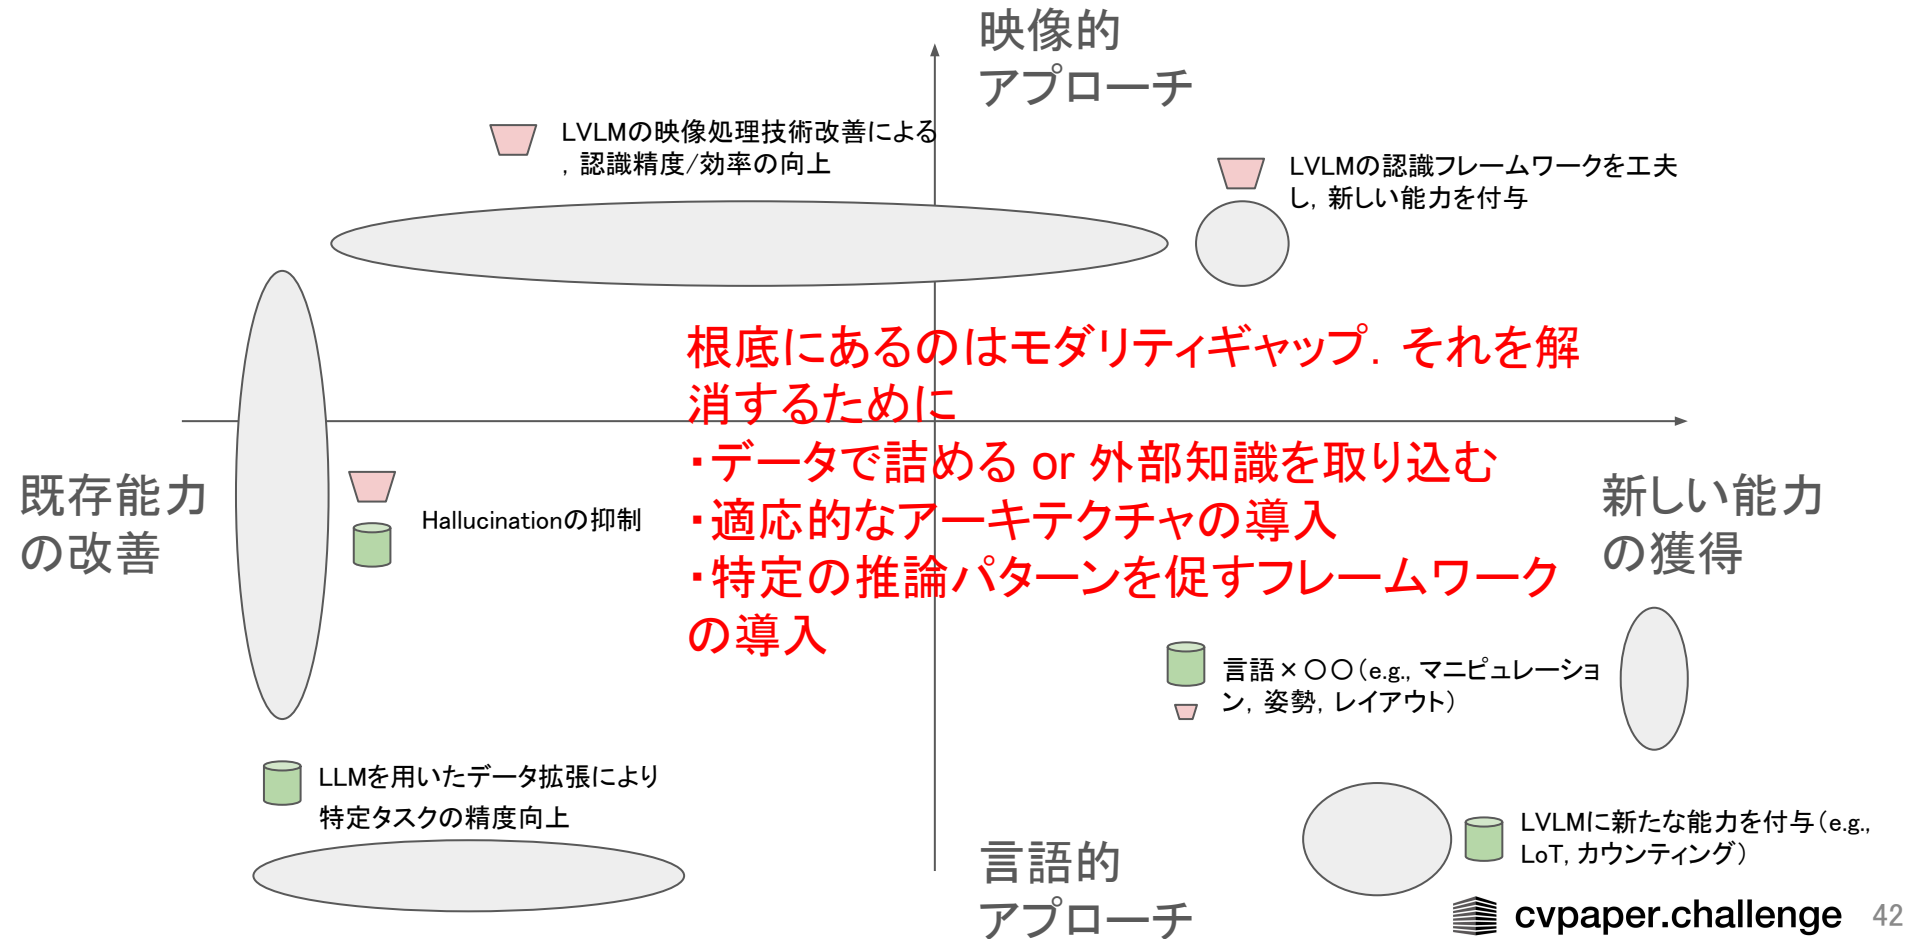 映像的
アプローチ
LVLMの映像処理技術改善による
, 認識精度/効率の向上
LVLMの認識フレームワークを工夫
し, 新しい能力を付与
根底にあるのはモダリティギャップ. それを解
消するために
・データで詰める or 外部知識を取り込む
・適応的なアーキテクチャの導入
・特定の推論パターンを促すフレームワーク
の導入
既存能力
の改善
Hallucinationの抑制
新しい能力
の獲得
言語×〇〇(e.g., マニピュレーショ
ン, 姿勢, レイアウト)
LLMを用いたデータ拡張により
特定タスクの精度向上
LVLMに新たな能力を付与(e.g.,
LoT, カウンティング)
言語的
アプローチ
cvpaper.challenge
42